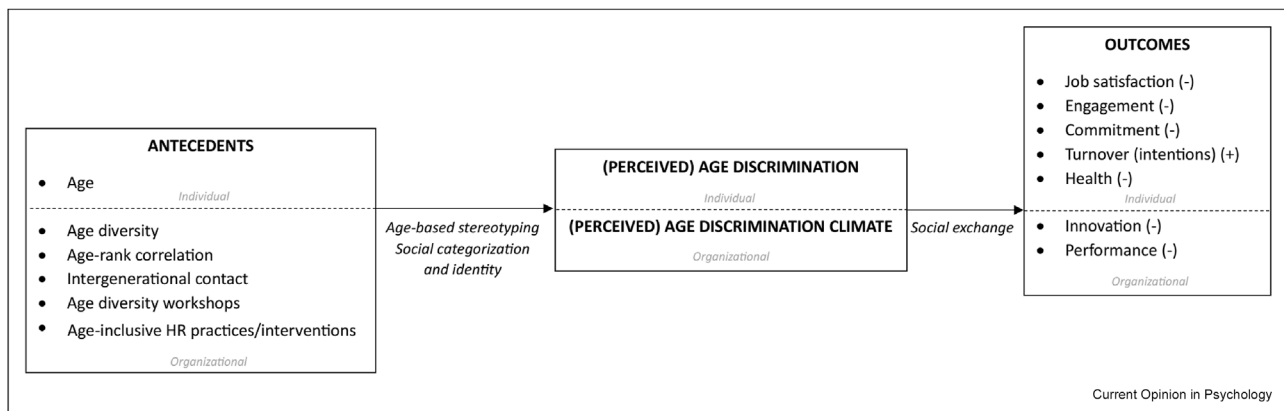 ANTECEDENTS
• Age
Individual
• Age diversity
• Age-rank correlation
• Intergenerational contact
• Age diversity workshops
• Age-inclusive HR practices/interventions
Organizational
Age-based stereotyping
Social categorization
and identity
(PERCEIVED) AGE DISCRIMINATION
Individual
(PERCEIVED) AGE DISCRIMINATION CLIMATE
Organizational
Social exchange
OUTCOMES
• Job satisfaction (-)
• Engagement (-)
• Commitment (-)
• Turnover (intentions) (+)
• Health (-)
Individual
• Innovation (-)
• Performance (-)
Organizational
Current Opinion in Psychology